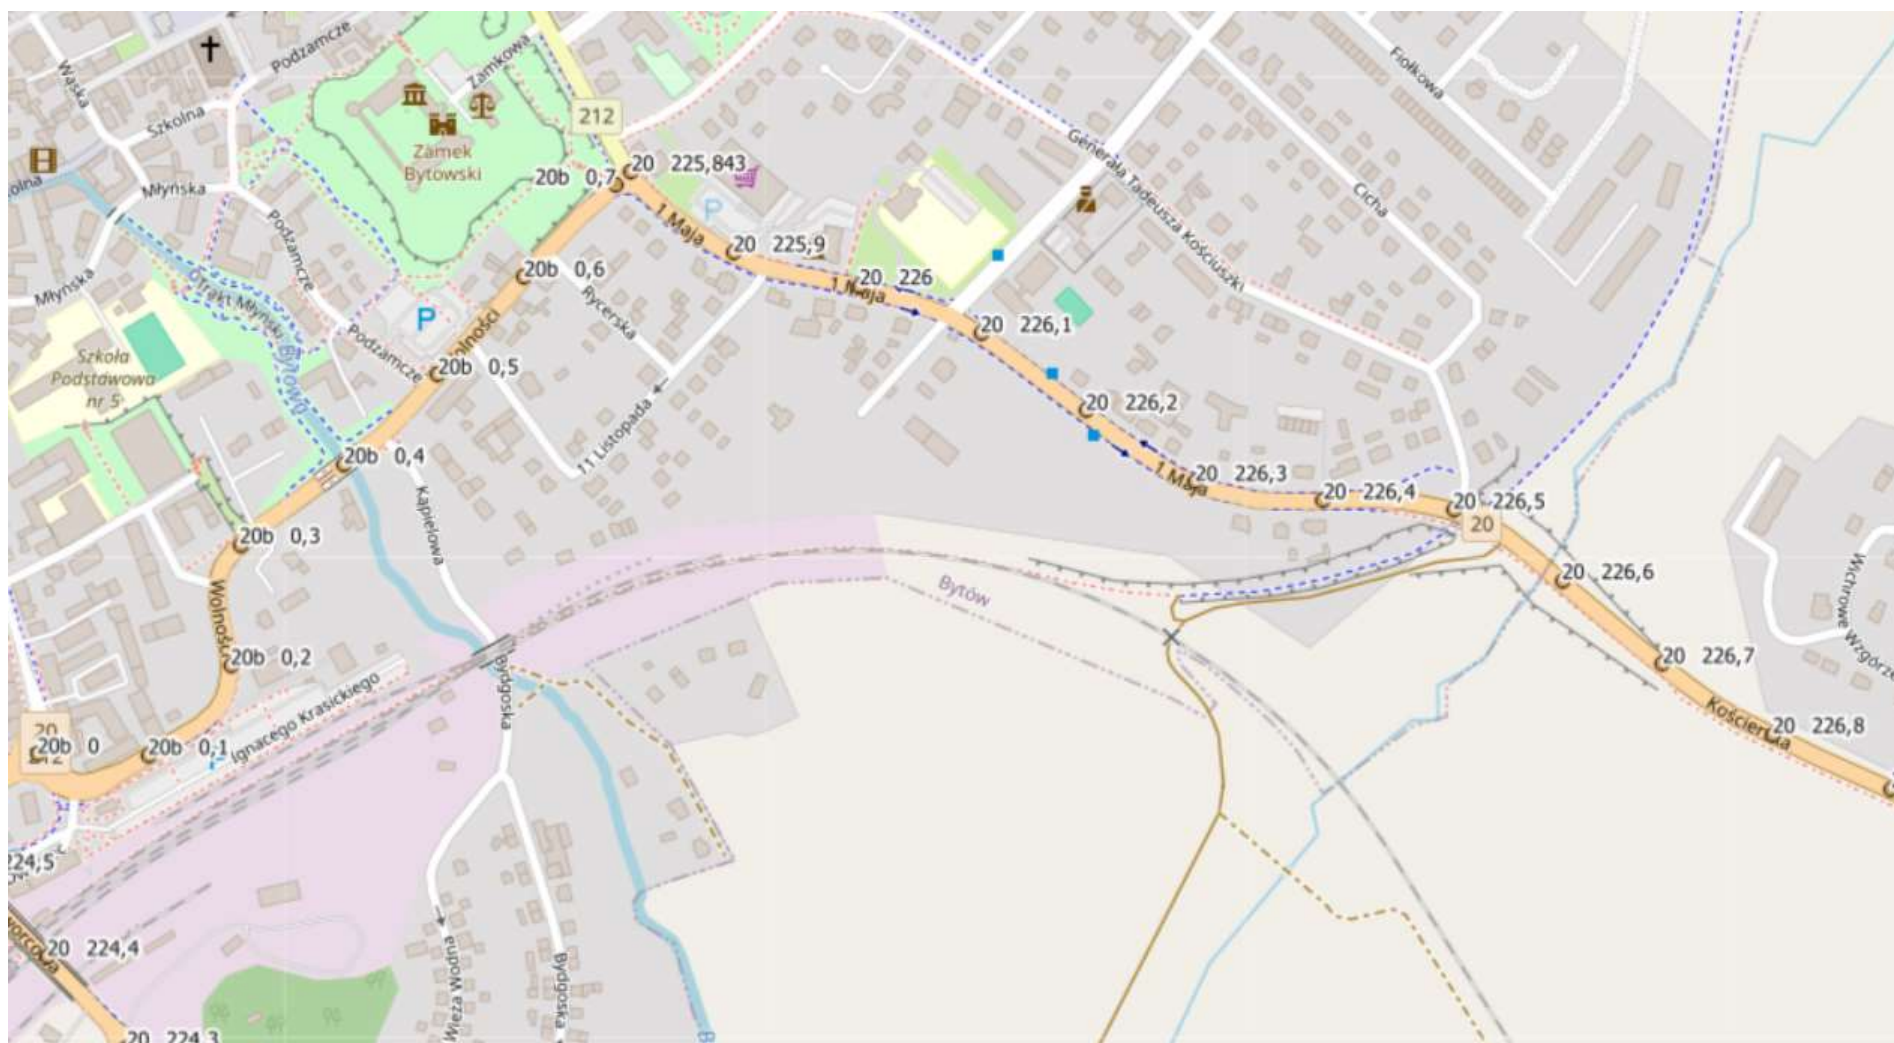 Podzamcze
Zamkowa
Wąska
Szkolna
Fiołkowa
212
Zamek
Bytowski
Generała Tadeusza Kościuszki
Młyńska
20b 0,7
20 225,843
P
Cicha
Podzamcze
1 Maja
20 225,9
Młyńska
Trakt Młyński
20b 0,6
Rycerska
20 226
1 Maja
P
Podzamcze
20 226,1
Szkoła
Podstawowa
nr 5
Bytowa
20b 0,5
20 226,2
11 Listopada
20b 0,4
1 Maja
20 226,3
20 226,4
20 226,5
20
Kąpielowa
20b 0,3
20 226,6
Bytów
Wichrowe Wzgórze
20b 0,2
20 226,7
Ignacego Krasickiego
Bydgoska
20
20b 0
212
20b 0,1
20 226,8
224,5
20 224,4
Wieża Wodna
Bydgoska
20 224,3
B